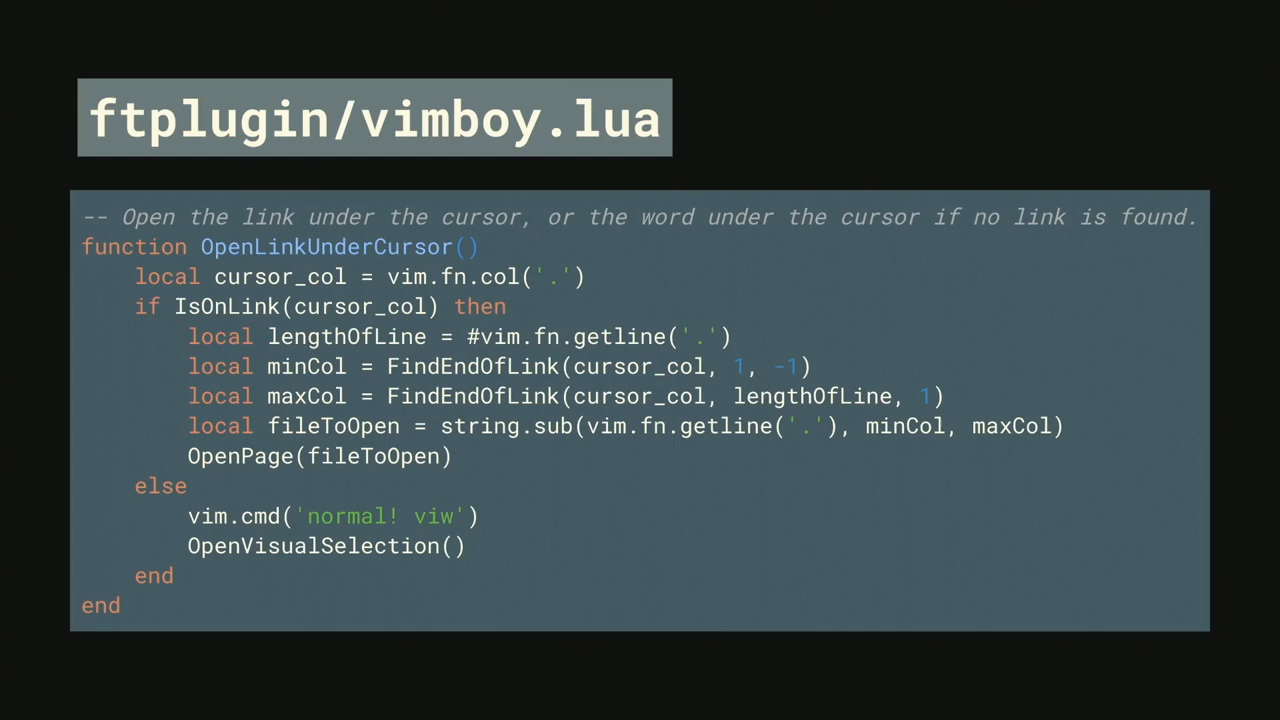 ftplugin/vimboy.lua
-- Open the link under the cursor, or the word under the cursor if no link is found.
function OpenLinkUnderCursor()
    local cursor_col = vim.fn.col('.')
    if IsOnLink(cursor_col) then
        local lengthOfLine = #vim.fn.getline('.')
        local minCol = FindEndOfLink(cursor_col, 1, -1)
        local maxCol = FindEndOfLink(cursor_col, lengthOfLine, 1)
        local fileToOpen = string.sub(vim.fn.getline('.'), minCol, maxCol)
        OpenPage(fileToOpen)
    else
        vim.cmd('normal! viw')
        OpenVisualSelection()
    end
end